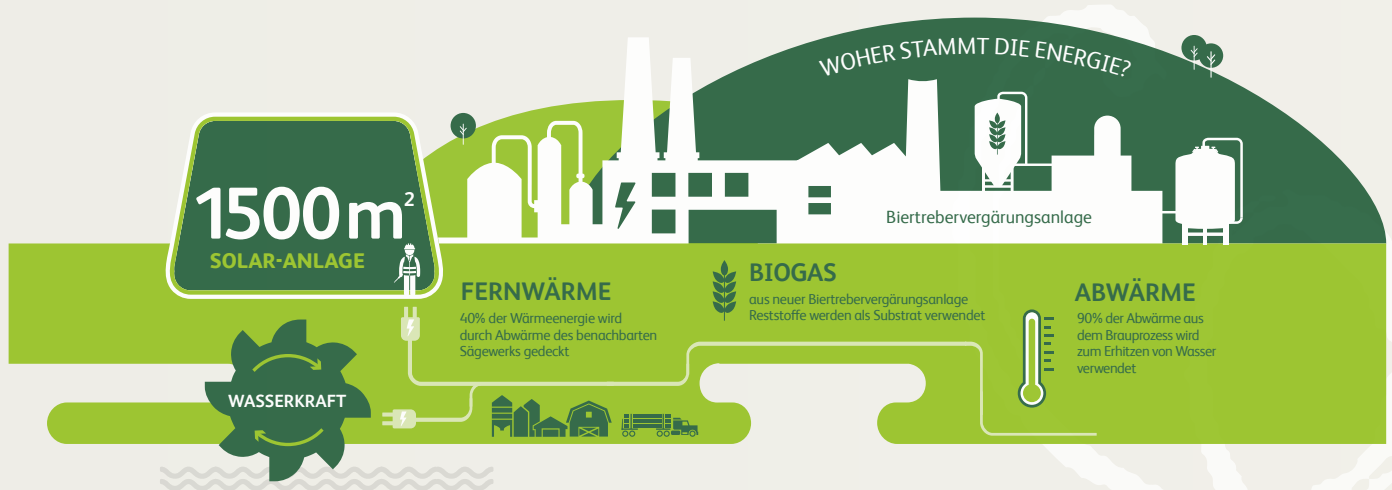 WOHER STAMMT DIE ENERGIE?
1500 m²
SOLAR-ANLAGE
Biertrebervergärungsanlage
FERNWÄRME
40% der Wärmeenergie wird
durch Abwärme des benachbarten
Sägewerks gedeckt
BIOGAS
aus neuer Biertrebervergärungsanlage
Reststoffe werden als Substrat verwendet
ABWÄRME
90% der Abwärme aus
dem Brauprozess wird
zum Erhitzen von Wasser
verwendet
WASSERKRAFT